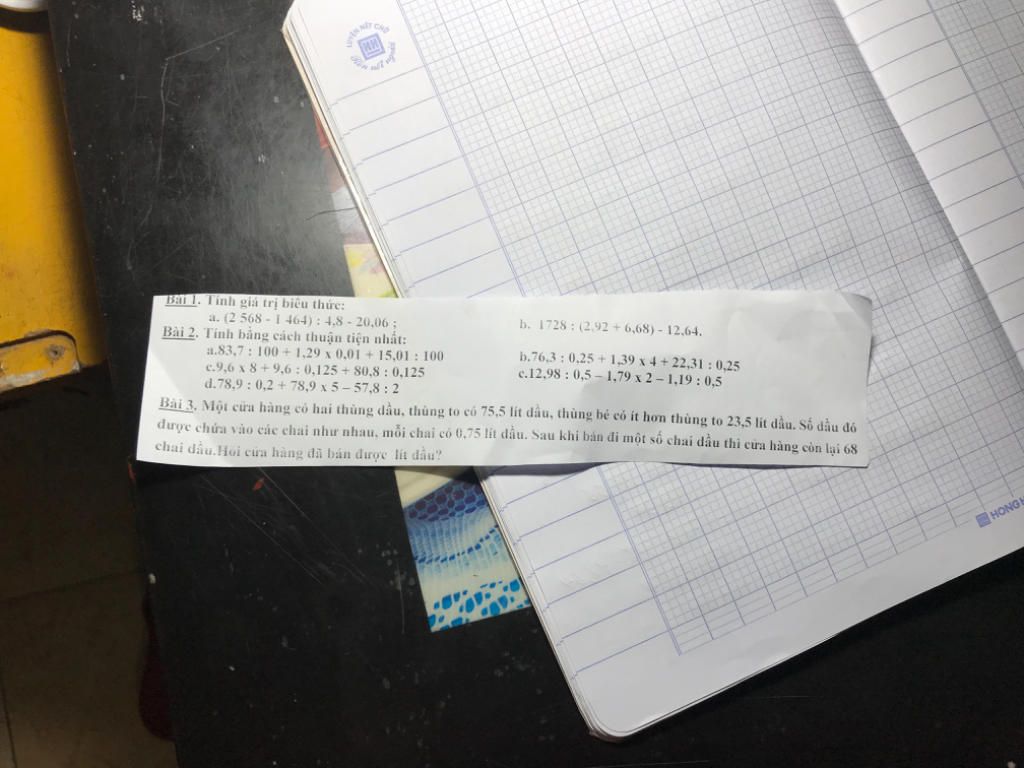 LUYỆN NÉT CHỮ
Bài 1. Tính giá trị biểu thức:
a. (2 568 - 1 464) : 4,8 - 20,06 ;
b. 1728 : (2,92 + 6,68) - 12,64.
Bài 2. Tính bằng cách thuận tiện nhất:
a.83,7 : 100 + 1,29 x 0,01 + 15,01 : 100
b.76,3 : 0,25 + 1,39 x 4 + 22,31 : 0,25
c.9,6 x 8 + 9,6 : 0,125 + 80,8 : 0,125
c.12,98 : 0,5 – 1,79 x 2 – 1,19 : 0,5
d.78,9 : 0,2 + 78,9 x 5 – 57,8 : 2
Bài 3. Một cửa hàng có hai thùng dầu, thùng to có 75,5 lít dầu, thùng bé có ít hơn thùng to 23,5 lít dầu. Số dầu đó
được chứa vào các chai như nhau, mỗi chai có 0,75 lít dầu. Sau khi bán đi một số chai dầu thì cửa hàng còn lại 68
chai dầu.Hỏi cửa hàng đã bán được lít dầu?